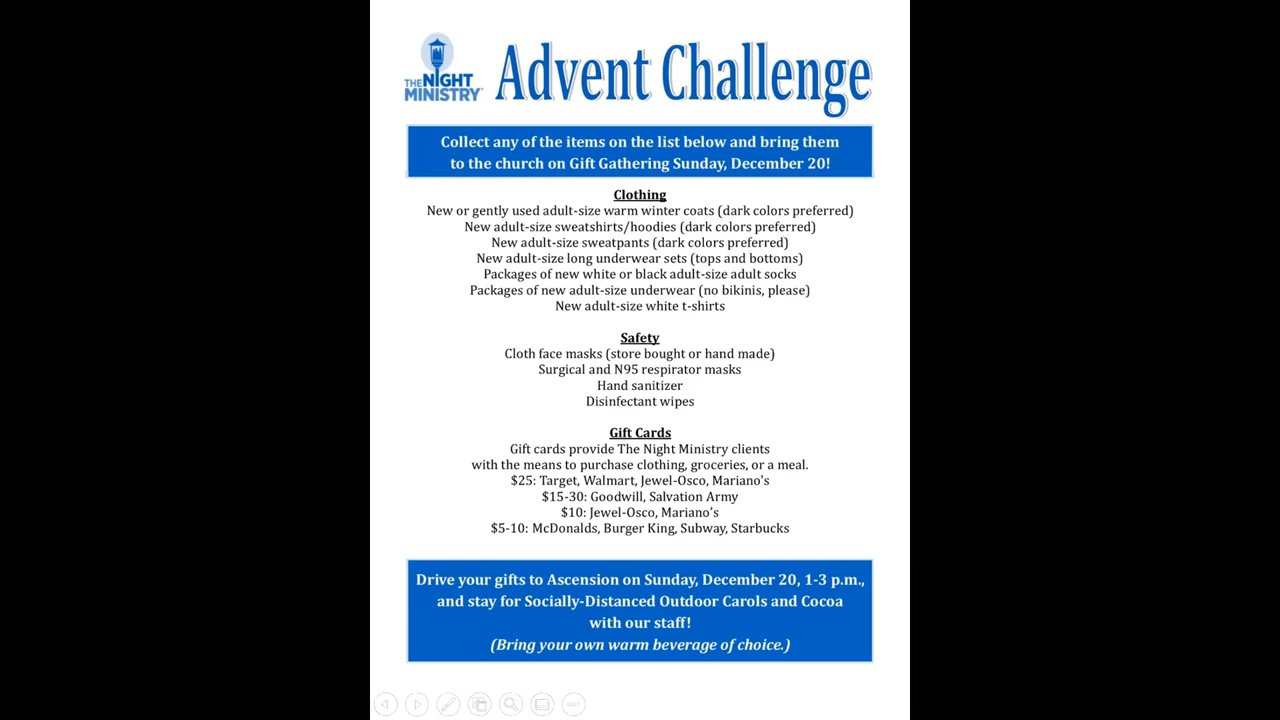 THE NIGHT
MINISTRY
Advent Challenge
Collect any of the items on the list below and bring them
to the church on Gift Gathering Sunday, December 20!
Clothing
New or gently used adult-size warm winter coats (dark colors preferred)
New adult-size sweatshirts/hoodies (dark colors preferred)
New adult-size sweatpants (dark colors preferred)
New adult-size long underwear sets (tops and bottoms)
Packages of new white or black adult-size adult socks
Packages of new adult-size underwear (no bikinis, please)
New adult-size white t-shirts
Safety
Cloth face masks (store bought or hand made)
Surgical and N95 respirator masks
Hand sanitizer
Disinfectant wipes
Gift Cards
Gift cards provide The Night Ministry clients
with the means to purchase clothing, groceries, or a meal.
$25: Target, Walmart, Jewel-Osco, Mariano's
$15-30: Goodwill, Salvation Army
$10: Jewel-Osco, Mariano’s
$5-10: McDonalds, Burger King, Subway, Starbucks
Drive your gifts to Ascension on Sunday, December 20, 1-3 p.m.,
and stay for Socially-Distanced Outdoor Carols and Cocoa
with our staff!
(Bring your own warm beverage of choice.)